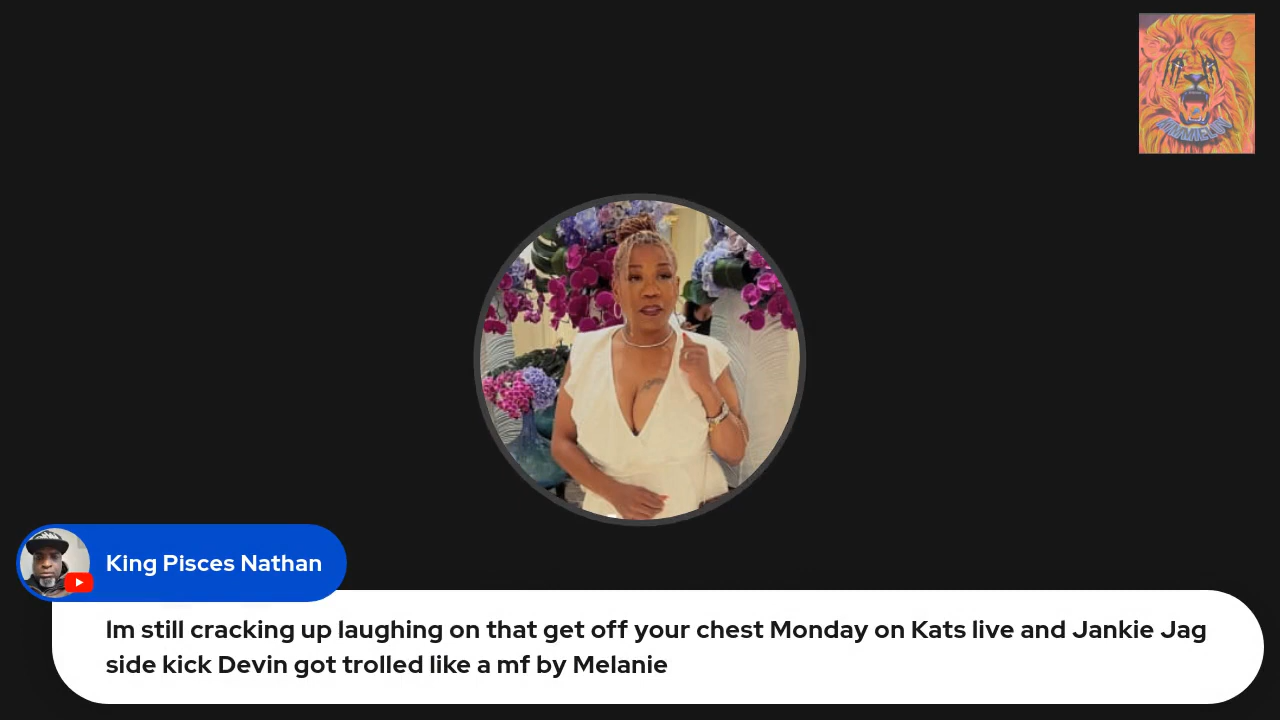 King Pisces Nathan
Im still cracking up laughing on that get off your chest Monday on Kats live and Jankie Jag
side kick Devin got trolled like a mf by Melanie